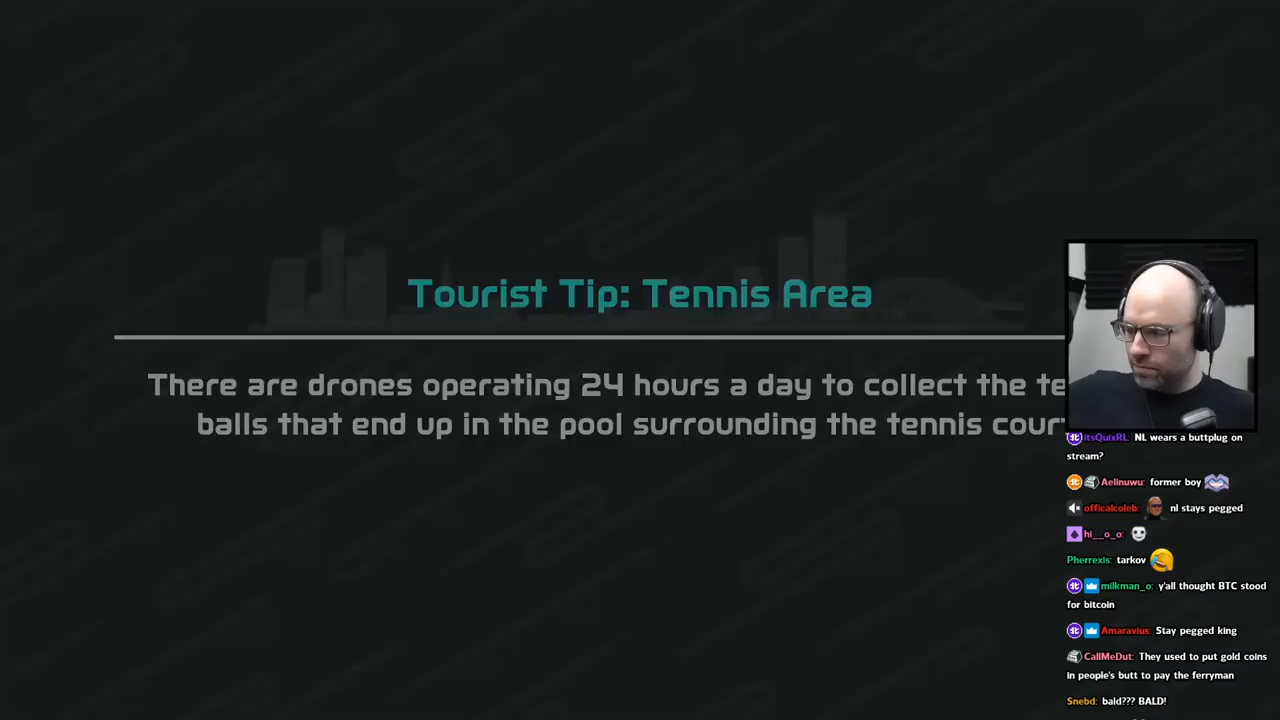 Tourist Tip: Tennis Area
There are drones operating 24 hours a day to collect the te
balls that end up in the pool surrounding the tennis cour
itsQuixRL: NL wears a buttplug on
stream?
Aelinuwu: former boy
officalcoleb: nl stays pegged
hi__o_o:
Pherrexis: tarkov
milkman_o: y'all thought BTC stood
for bitcoin
Amaravius: Stay pegged king
CallMeDut: They used to put gold coins
in people's butt to pay the ferryman
Snebd: bald??? BALD!